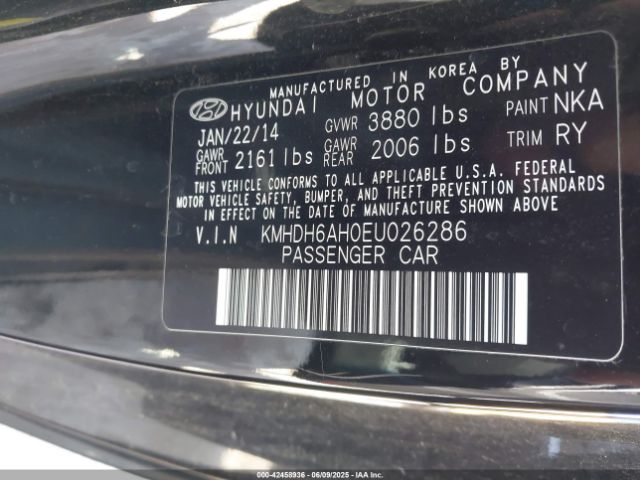 MANUFACTURED IN KOREA BY
HYUNDAI MOTOR COMPANY
JAN/22/14 GVWR 3880 lbs PAINT NKA
GAWR FRONT 2161 lbs GAWR REAR 2006 lbs TRIM RY
THIS VEHICLE CONFORMS TO ALL APPLICABLE U.S.A. FEDERAL
MOTOR VEHICLE SAFETY, BUMPER, AND THEFT PREVENTION STANDARDS
IN EFFECT ON THE DATE OF MANUFACTURE SHOWN ABOVE.
V.I.N KMHDH6AH0EU026286
PASSENGER CAR
000-42458936 - 06/09/2025 - IAA, Inc.